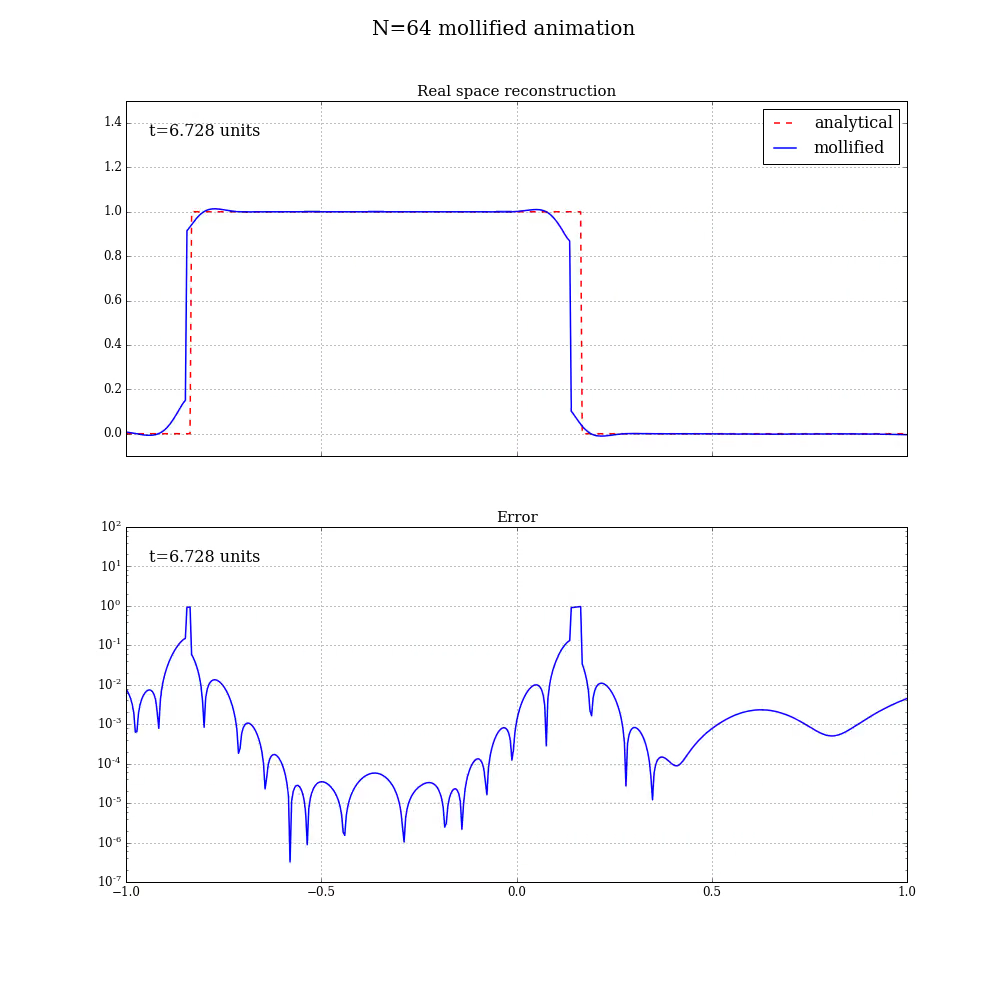 N=64 mollified animation
Real space reconstruction
t=6.728 units
analytical
mollified
1.4
1.2
1.0
0.8
0.6
0.4
0.2
0.0
Error
t=6.728 units
10²
10¹
10⁰
10⁻¹
10⁻²
10⁻³
10⁻⁴
10⁻⁵
10⁻⁶
10⁻⁷
−1.0 −0.5 0.0 0.5 1.0